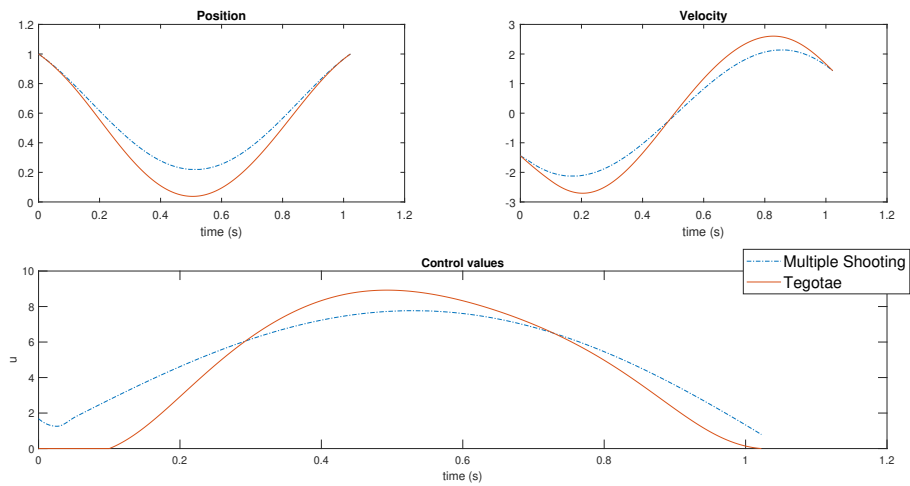 Position
1.2
1
0.8
0.6
0.4
0.2
0
0 0.2 0.4 0.6 0.8 1 1.2
time (s)
Velocity
3
2
1
0
-1
-2
-3
0 0.2 0.4 0.6 0.8 1 1.2
time (s)
Control values
Multiple Shooting
Tegotae
10
8
6
4
2
0
u
0 0.2 0.4 0.6 0.8 1 1.2
time (s)